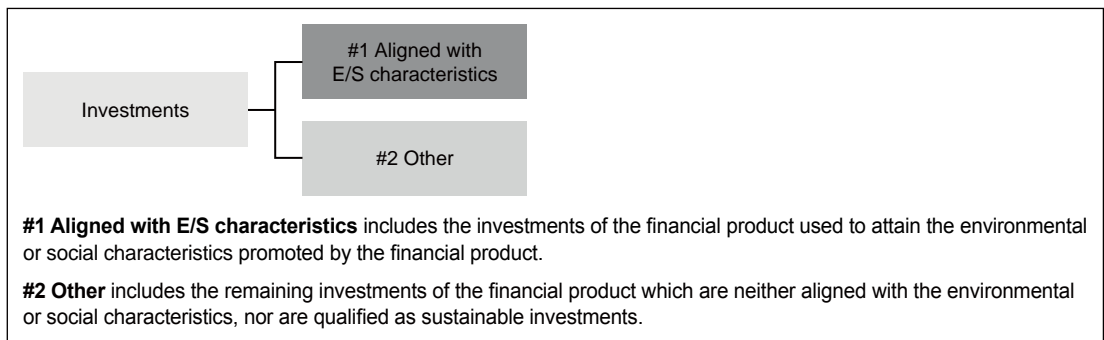 #1 Aligned with
E/S characteristics
Investments
#2 Other
#1 Aligned with E/S characteristics includes the investments of the financial product used to attain the environmental
or social characteristics promoted by the financial product.
#2 Other includes the remaining investments of the financial product which are neither aligned with the environmental
or social characteristics, nor are qualified as sustainable investments.